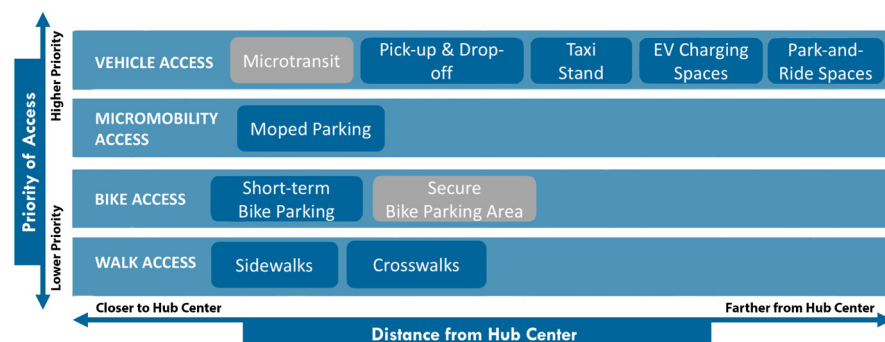 Priority of Access
Higher Priority
Lower Priority
VEHICLE ACCESS
Microtransit
Pick-up & Drop-
off
Taxi
Stand
EV Charging
Spaces
Park-and-
Ride Spaces
MICROMOBILITY
ACCESS
Moped Parking
BIKE ACCESS
Short-term
Bike Parking
Secure
Bike Parking Area
WALK ACCESS
Sidewalks
Crosswalks
Closer to Hub Center
Farther from Hub Center
Distance from Hub Center